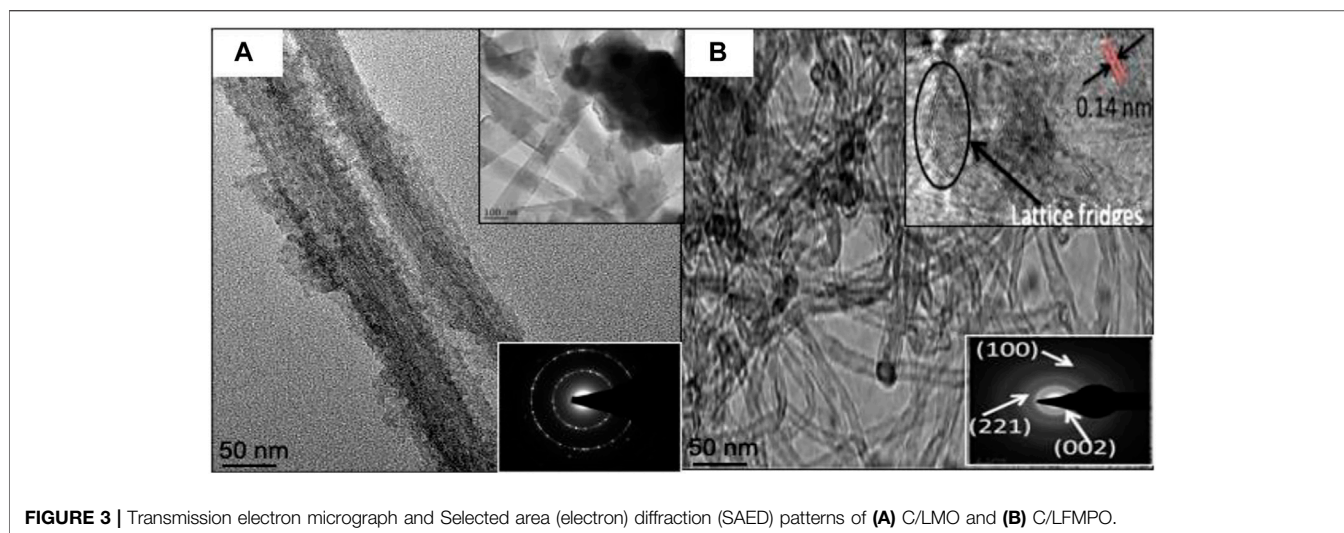 A
100 nm
50 nm
B
0.14 nm
Lattice fridges
(100)
(221)
(002)
50 nm
FIGURE 3 | Transmission electron micrograph and Selected area (electron) diffraction (SAED) patterns of (A) C/LMO and (B) C/LFMPO.